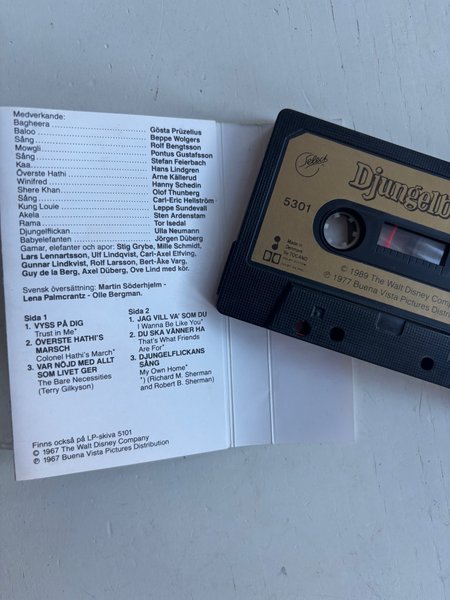 Medverkande:
Bagheera .......................... Gösta Prüzelius
Baloo .......................... Beppe Wolgers
Sång .......................... Rolf Bengtsson
Mowgli .......................... Pontus Gustafsson
Sång .......................... Stefan Feierbach
Kaa .......................... Hans Lindgren
Överste Hathi .......................... Arne Källerud
Winifred .......................... Hanny Schedin
Shere Khan .......................... Olof Thunberg
Sång .......................... Carl-Eric Hellström
Kung Louie .......................... Leppe Sundevall
Akela .......................... Sten Ardenstam
Rama .......................... Tor Isedal
Djungelflickan .......................... Ulla Neumann
Babyelefanten .......................... Jörgen Düberg
Gamar, elefanter och apor: Stig Grybe, Mille Schmidt,
Lars Lennartsson, Ulf Lindqvist, Carl-Axel Elfving,
Gunnar Lindkvist, Rolf Larsson, Bert-Åke Varg,
Guy de la Berg, Axel Düberg, Ove Lind med kör.
Svensk översättning: Martin Söderhjelm -
Lena Palmcrantz - Olle Bergman.
Sida 1
1. VYSS PÅ DIG
Trust in Me*
2. ÖVERSTE HATHI'S
MARSCH
Colonel Hathi's March*
3. VAR NÖJD MED ALLT
SOM LIVET GER
The Bare Necessities
(Terry Gilkyson)
Sida 2
1. JAG VILL VA' SOM DU
I Wanna Be Like You*
2. DU SKA VÄNNER HA
That's What Friends
Are For*
3. DJUNGELFLICKANS
SÅNG
My Own Home*
*) (Richard M. Sherman
and Robert B. Sherman)
Finns också på LP-skiva 5101
© 1967 The Walt Disney Company
℗ 1967 Buena Vista Pictures Distribution
Select
5301
Djungelb
Made in
Denmark
by TOCANO
© 1989 The Walt Disney Company
℗ 1977 Buena Vista Pictures Distribu